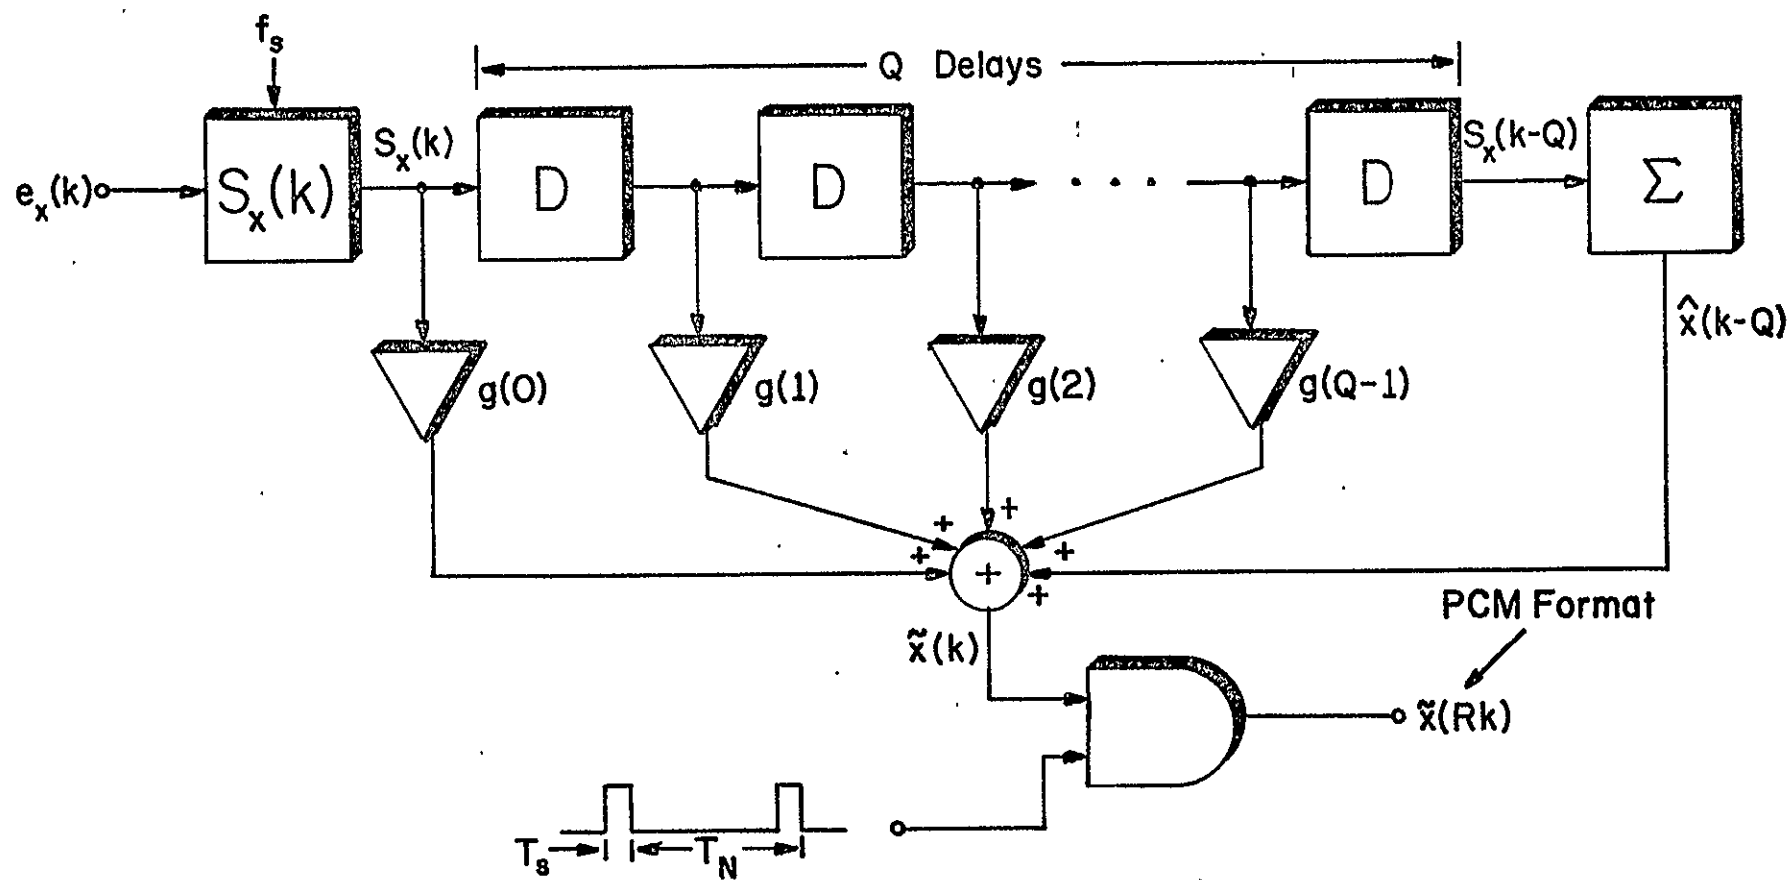 f_s
Q Delays
e_x(k)
S_x(k)
S_x(k)
D
D
D
S_x(k-Q)
Σ
x̂(k-Q)
g(0)
g(1)
g(2)
g(Q-1)
+
+
+
+
+
+
x̃(k)
PCM Format
x̃(Rk)
T_s
T_N